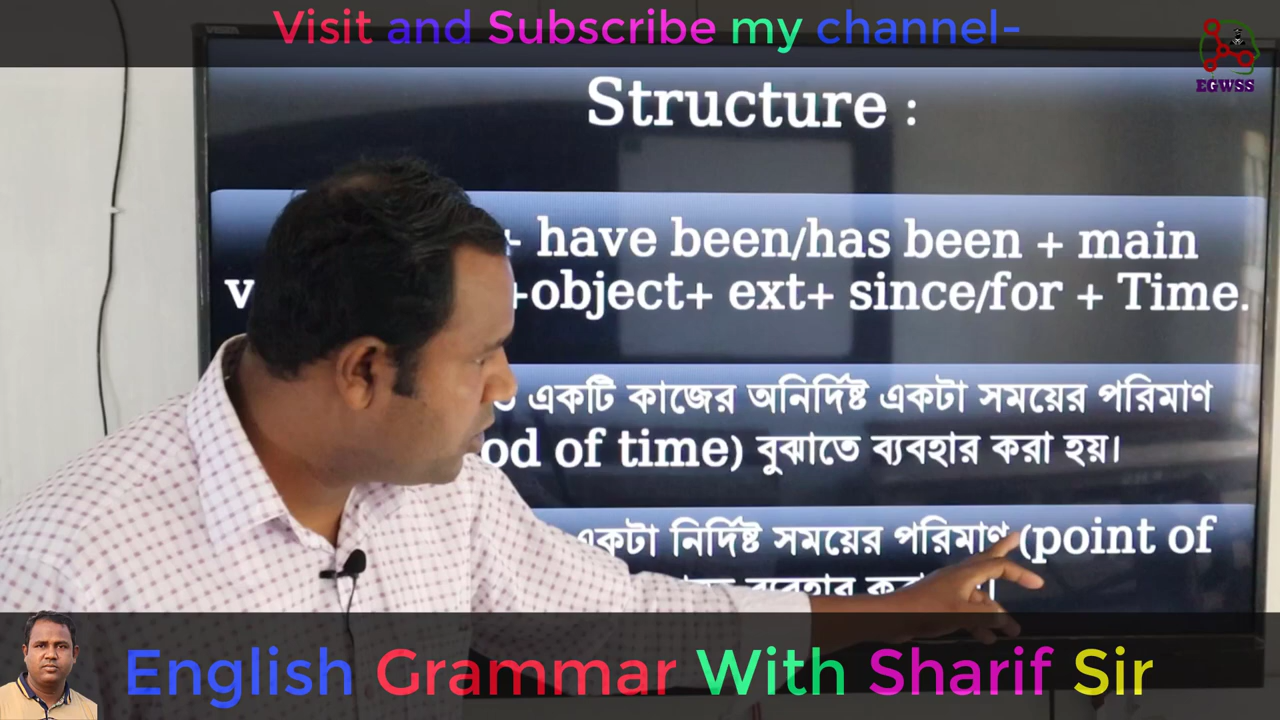 Visit and Subscribe my channel-
EGWSS
Structure :
+ have been/has been + main
+object+ ext+ since/for + Time.
একটি কাজের অনির্দিষ্ট একটা সময়ের পরিমাণ
of time) বুঝাতে ব্যবহার করা হয়।
একটা নির্দিষ্ট সময়ের পরিমাণ (point of
English Grammar With Sharif Sir